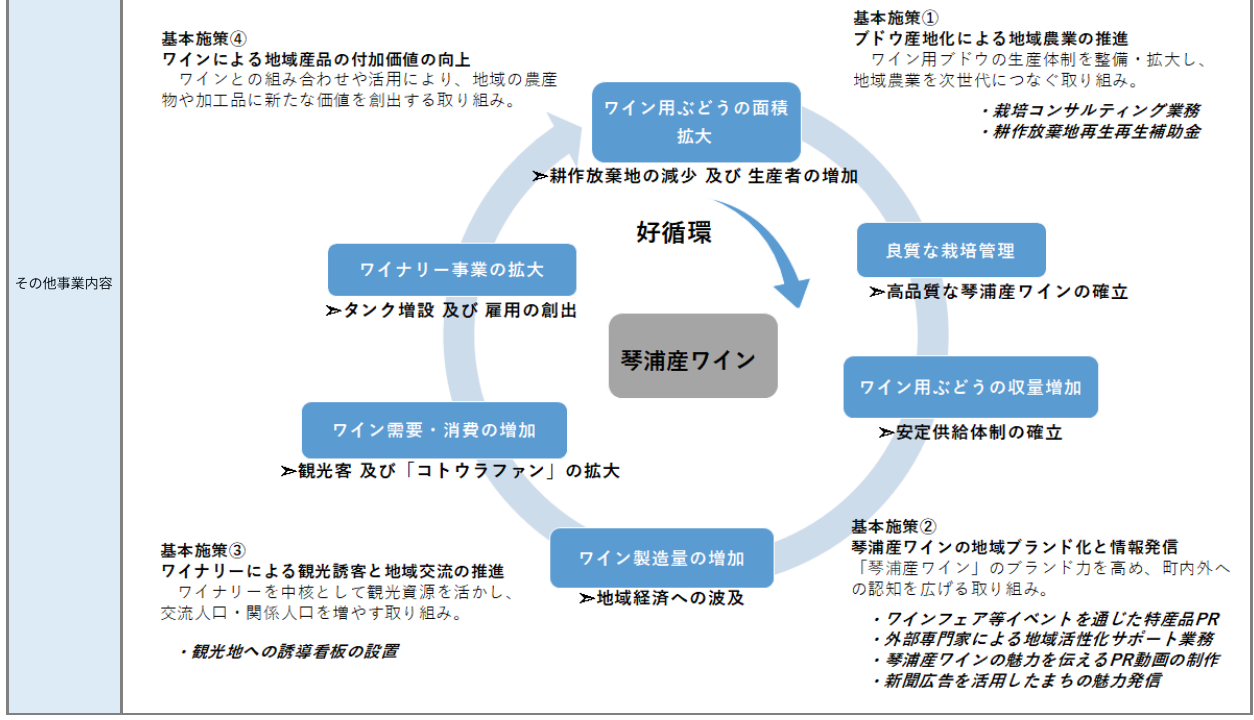 その他事業内容
基本施策④
ワインによる地域産品の付加価値の向上
　ワインとの組み合わせや活用により、地域の農産
物や加工品に新たな価値を創出する取り組み。
基本施策①
ブドウ産地化による地域農業の推進
　ワイン用ブドウの生産体制を整備・拡大し、
地域農業を次世代につなぐ取り組み。
・栽培コンサルティング業務
・耕作放棄地再生再生補助金
ワイン用ぶどうの面積
拡大
➢耕作放棄地の減少 及び 生産者の増加
好循環
良質な栽培管理
➢高品質な琴浦産ワインの確立
ワイナリー事業の拡大
➢タンク増設 及び 雇用の創出
琴浦産ワイン
ワイン用ぶどうの収量増加
➢安定供給体制の確立
ワイン需要・消費の増加
➢観光客 及び「コトウラファン」の拡大
ワイン製造量の増加
➢地域経済への波及
基本施策③
ワイナリーによる観光誘客と地域交流の推進
　ワイナリーを中核として観光資源を活かし、
交流人口・関係人口を増やす取り組み。
・観光地への誘導看板の設置
基本施策②
琴浦産ワインの地域ブランド化と情報発信
「琴浦産ワイン」のブランド力を高め、町内外へ
の認知を広げる取り組み。
・ワインフェア等イベントを通じた特産品PR
・外部専門家による地域活性化サポート業務
・琴浦産ワインの魅力を伝えるPR動画の制作
・新聞広告を活用したまちの魅力発信